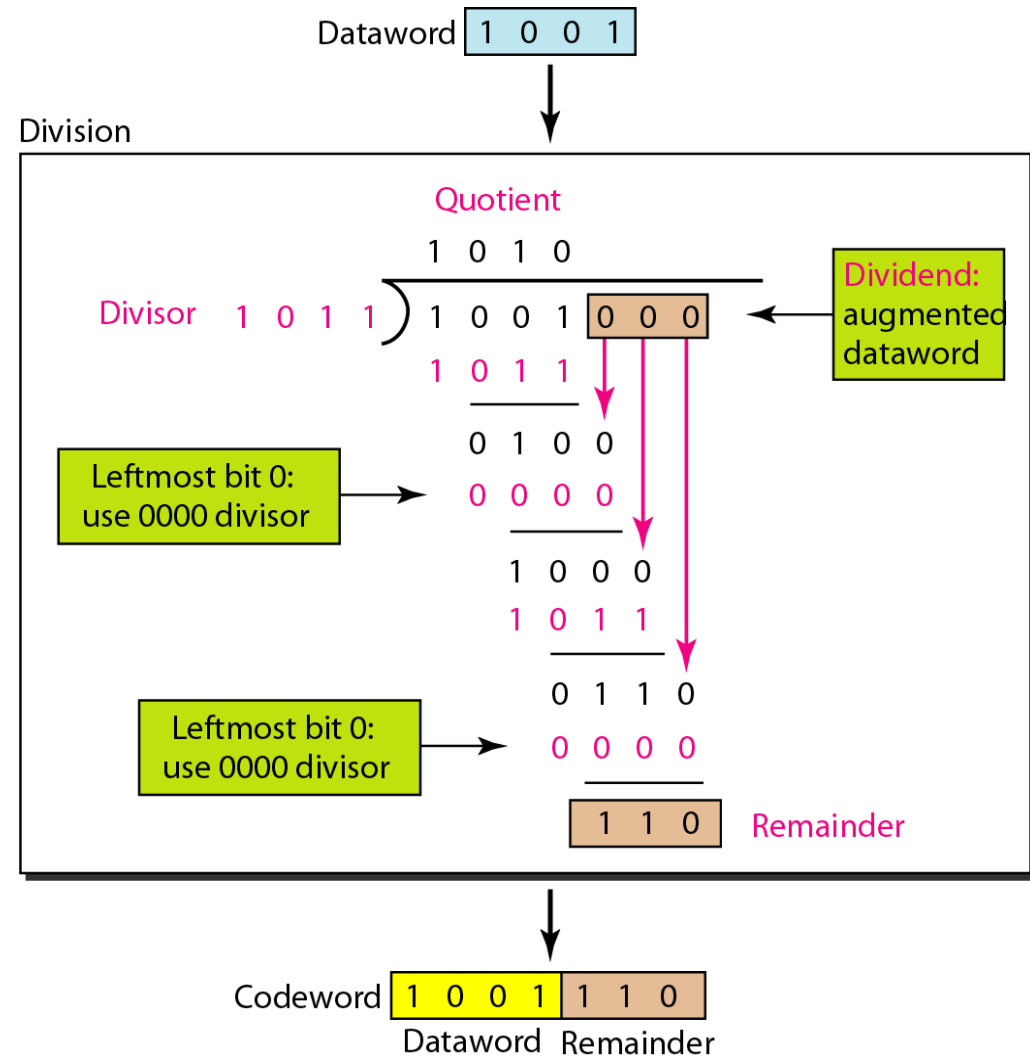 Dataword 1 0 0 1
Division
Quotient
1 0 1 0
Divisor 1 0 1 1 1 0 0 1 0 0 0
Dividend:
augmented
dataword
1 0 1 1
0 1 0 0
Leftmost bit 0:
use 0000 divisor
0 0 0 0
1 0 0 0
1 0 1 1
0 1 1 0
Leftmost bit 0:
use 0000 divisor
0 0 0 0
1 1 0 Remainder
Codeword 1 0 0 1 1 1 0
Dataword Remainder